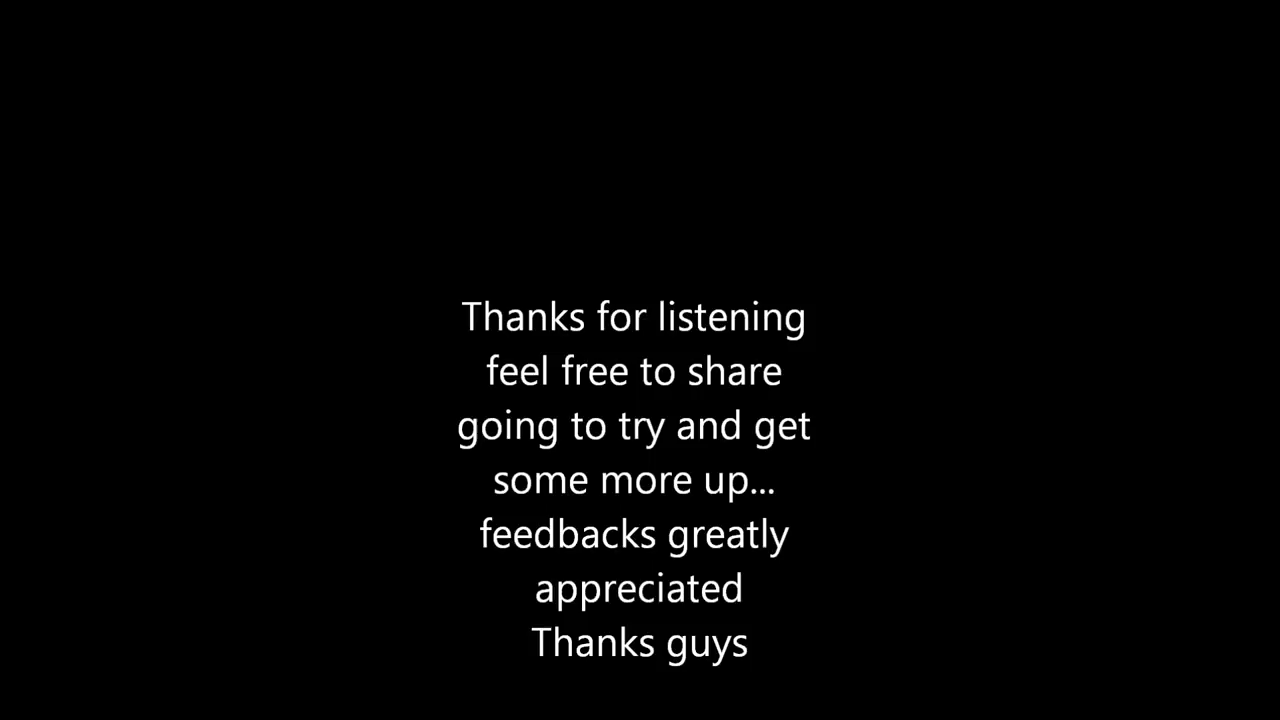 Thanks for listening
feel free to share
going to try and get
some more up...
feedbacks greatly
appreciated
Thanks guys